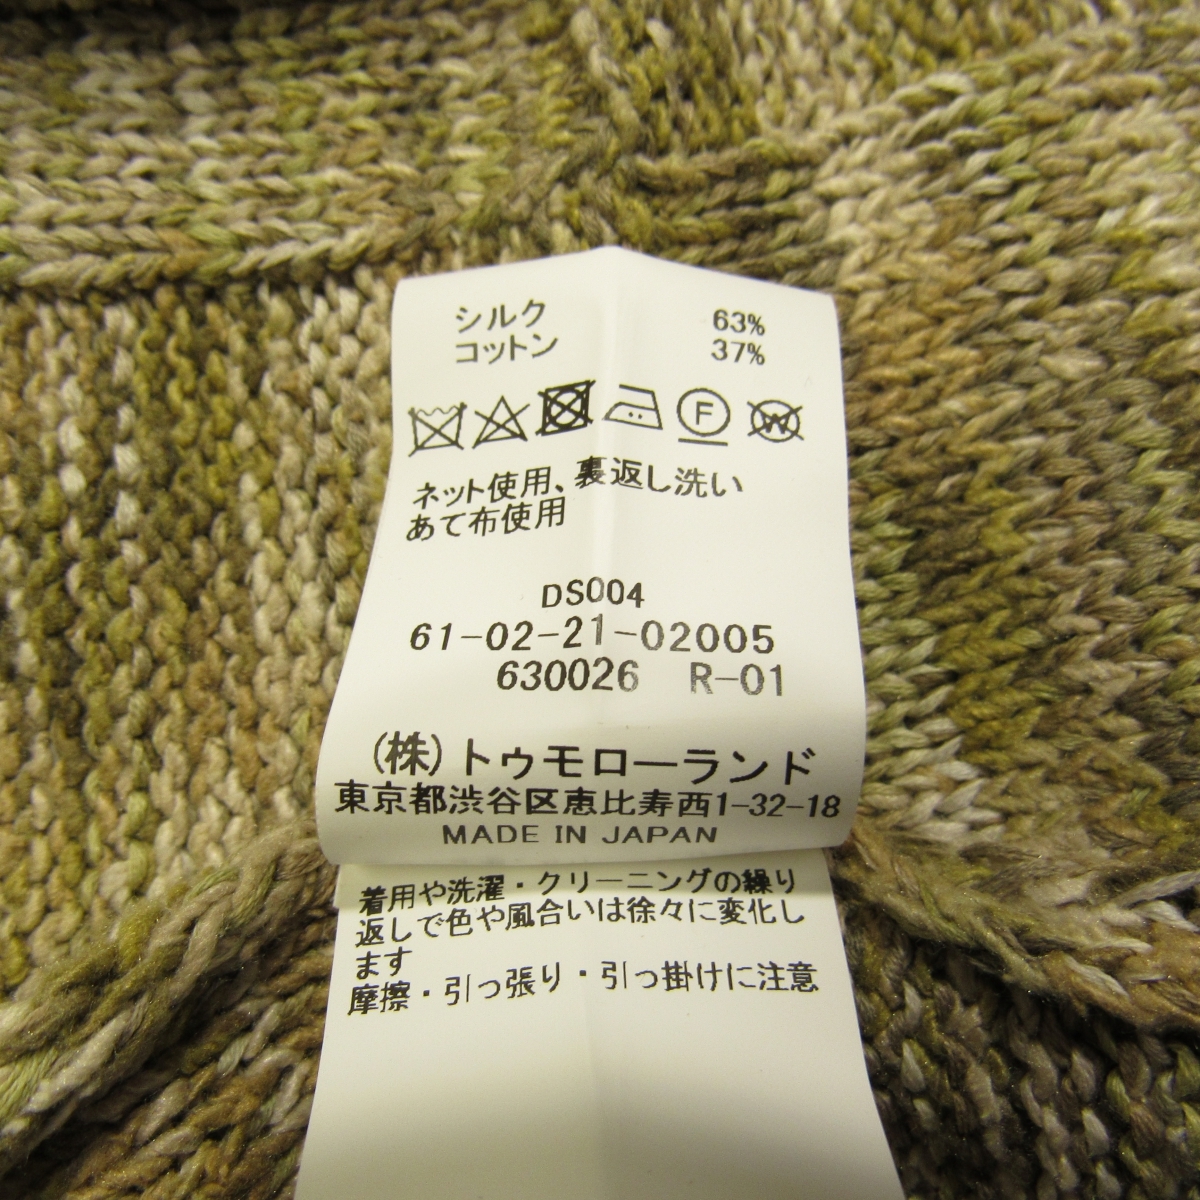 シルク 63%
コットン 37%
F W
ネット使用、裏返し洗い
あて布使用
DS004
61-02-21-02005
630026 R-01
(株)トゥモローランド
東京都渋谷区恵比寿西1-32-18
MADE IN JAPAN
着用や洗濯・クリーニングの繰り
返しで色や風合いは徐々に変化し
ます
摩擦・引っ張り・引っ掛けに注意